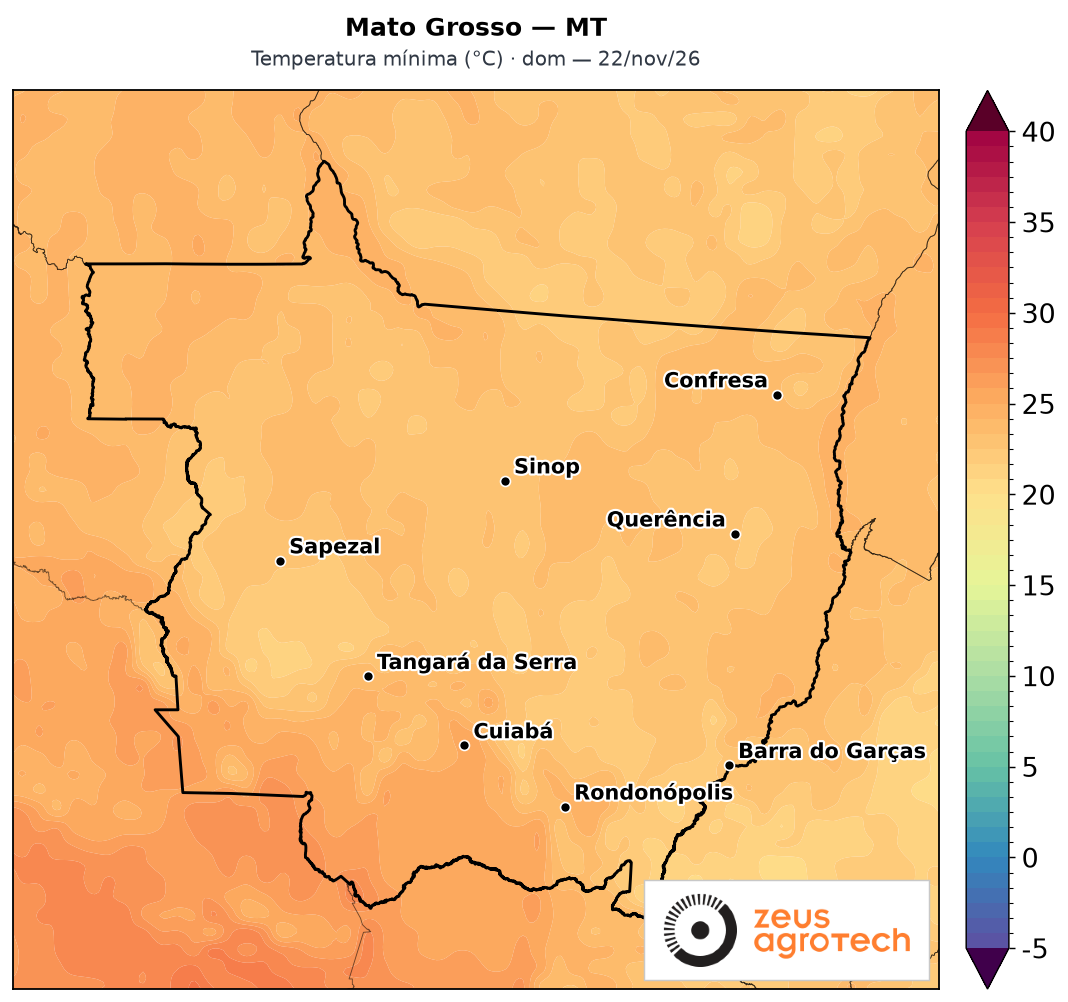 Mato Grosso — MT
Temperatura mínima (°C) · dom — 22/nov/26
40
35
30
25
20
15
10
5
0
-5
Confresa
Sinop
Querência
Sapezal
Tangará da Serra
Cuiabá
Barra do Garças
Rondonópolis
zeus
agrotech